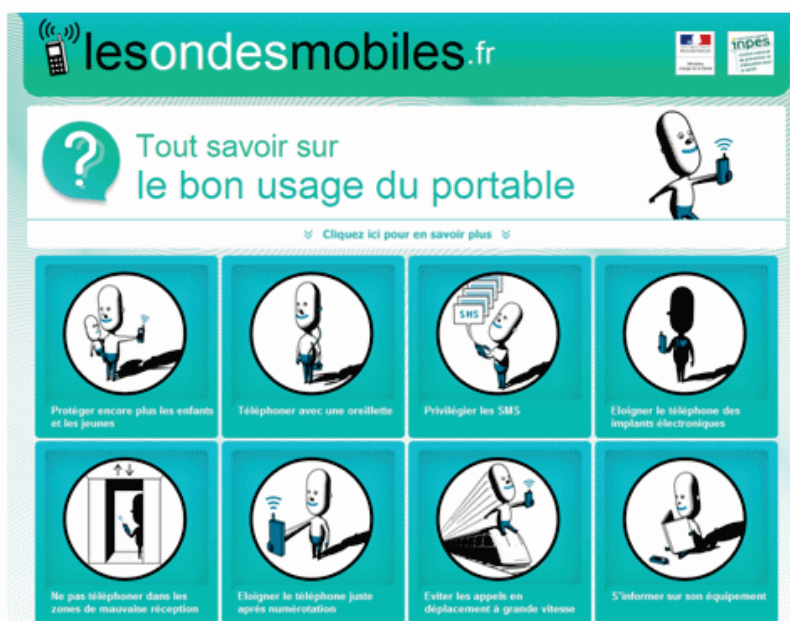 lesondesmobiles.fr
inpes
Tout savoir sur
le bon usage du portable
Cliquez ici pour en savoir plus
SMS
Protéger encore plus les enfants
et les jeunes
Téléphoner avec une oreillette
Privilégier les SMS
Eloigner le téléphone des
implants électroniques
Ne pas téléphoner dans les
zones de mauvaise réception
Eloigner le téléphone juste
après numérotation
Eviter les appels en
déplacement à grande vitesse
S'informer sur son équipement